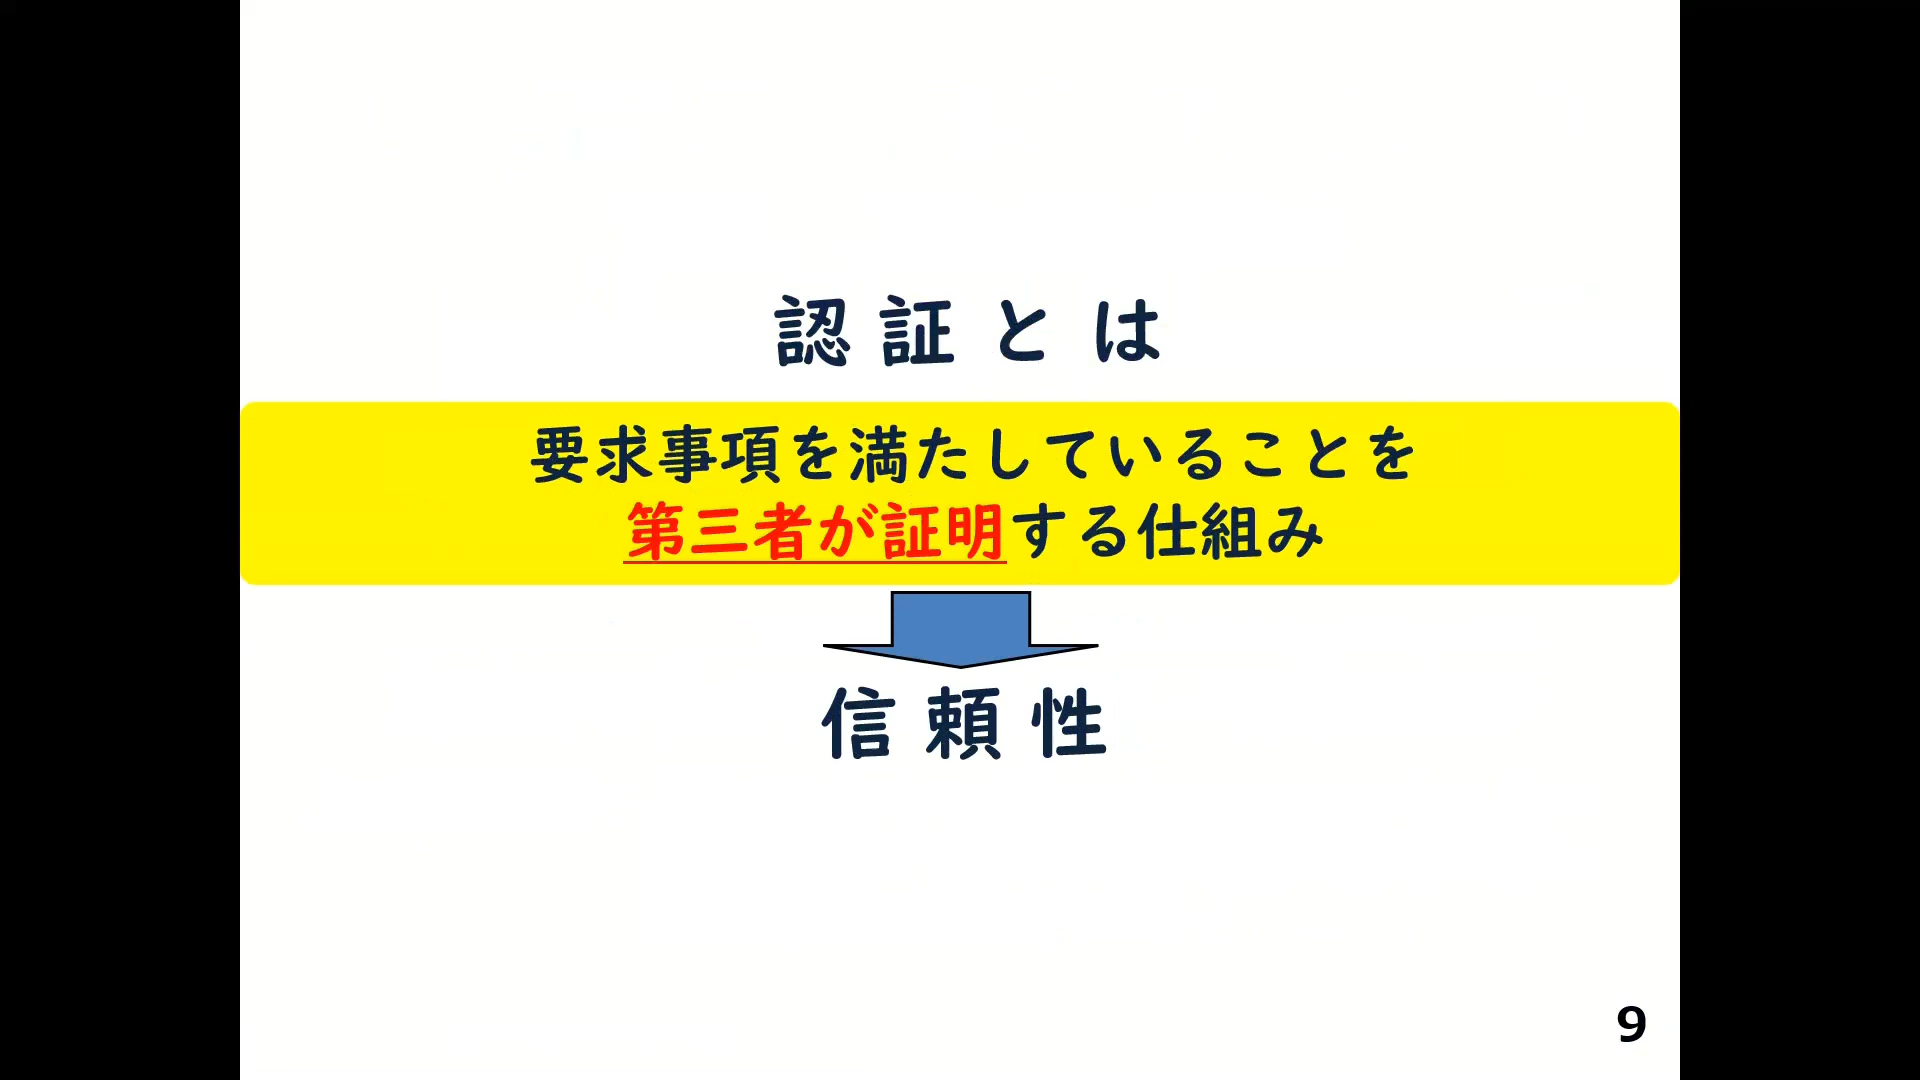 認証とは
要求事項を満たしていることを
第三者が証明する仕組み
信頼性
9